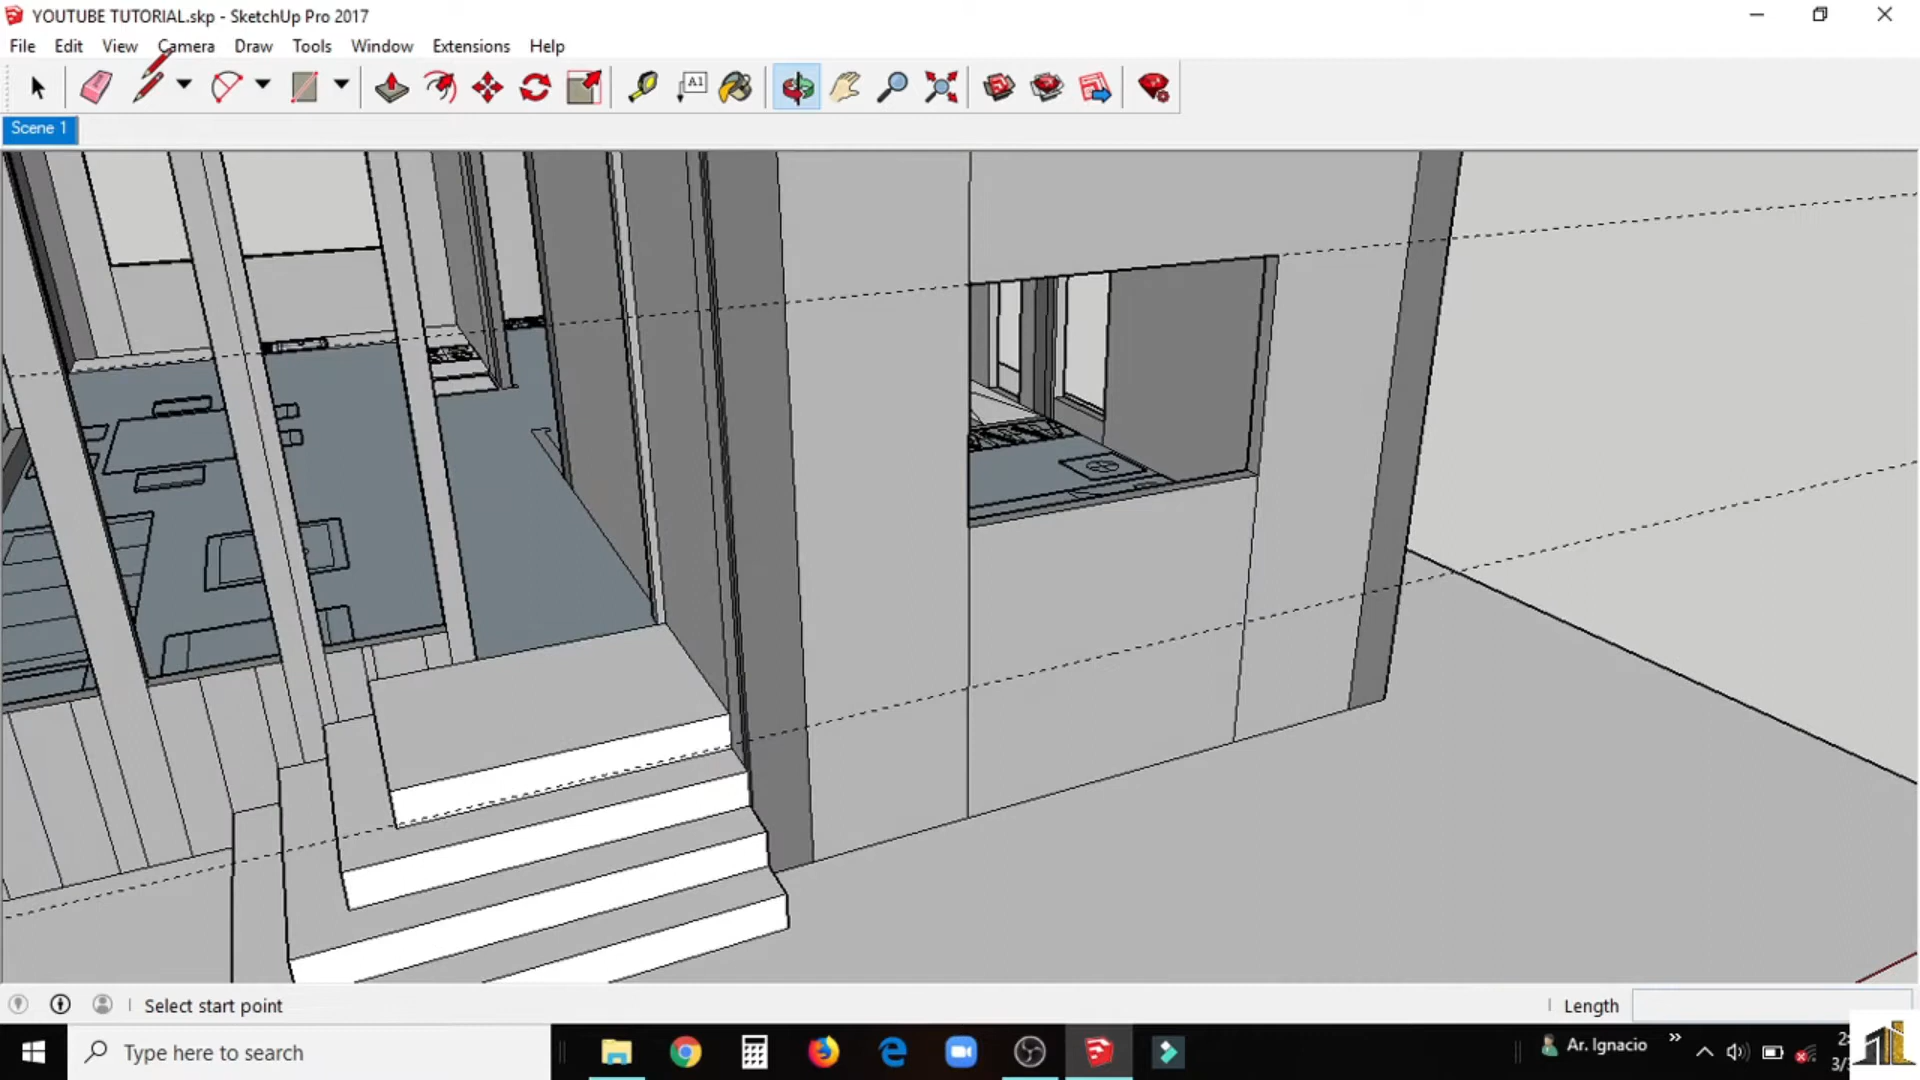 YOUTUBE TUTORIAL.skp - SketchUp Pro 2017
File Edit View Camera Draw Tools Window Extensions Help
A1
Scene 1
Select start point
Length
Type here to search
Ar. Ignacio